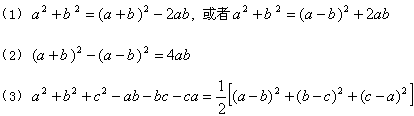 (1) a² + b² = (a + b)² − 2ab, 或者 a² + b² = (a − b)² + 2ab
(2) (a + b)² − (a − b)² = 4ab
(3) a² + b² + c² − ab − bc − ca = 1/2[(a − b)² + (b − c)² + (c − a)²]